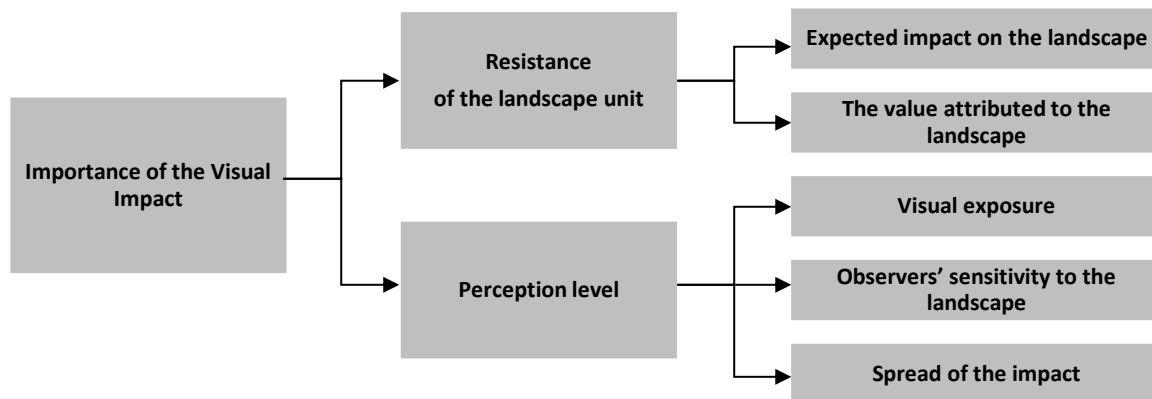 Importance of the Visual
Impact
Resistance
of the landscape unit
Perception level
Expected impact on the landscape
The value attributed to the
landscape
Visual exposure
Observers’ sensitivity to the
landscape
Spread of the impact